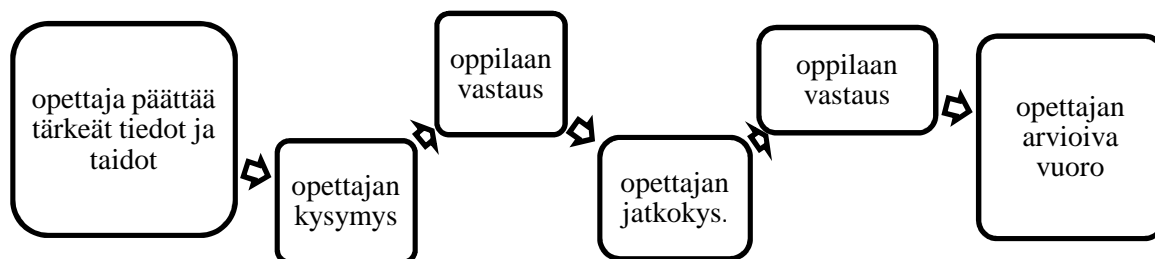 opettaja päättää
tärkeät tiedot ja
taidot
opettajan
kysymys
oppilaan
vastaus
opettajan
jatkokys.
oppilaan
vastaus
opettajan
arvioiva
vuoro